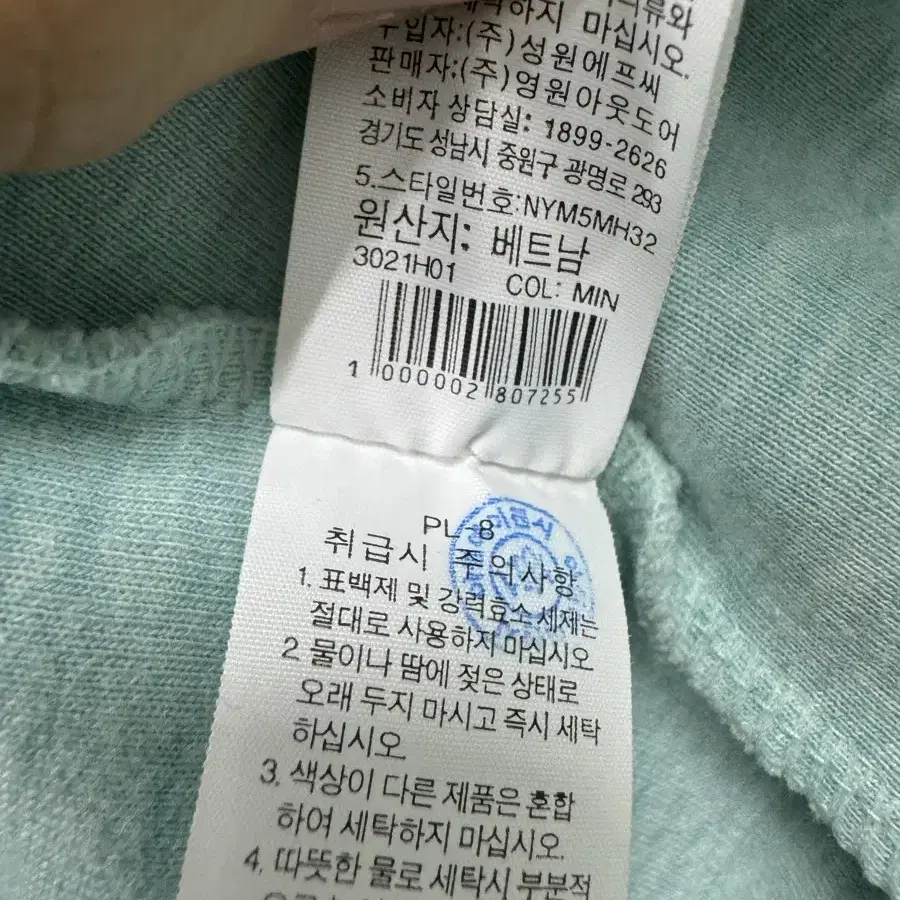 하지 마십시오.
수입자:(주)성원에프씨
판매자:(주)영원아웃도어
소비자 상담실: 1899-2626
경기도 성남시 중원구 광명로 293
5.스타일번호:NYM5MH32
원산지: 베트남
3021H01 COL: MIN
1 000002 807255
PL-8
취급시 주의사항
1. 표백제 및 강력효소세제는
절대로 사용하지 마십시오
2 물이나 땀에 젖은 상태로
오래 두지 마시고 즉시 세탁
하십시오
3. 색상이 다른 제품은 혼합
하여 세탁하지 마십시오.
4. 따뜻한 물로 세탁시 부분적